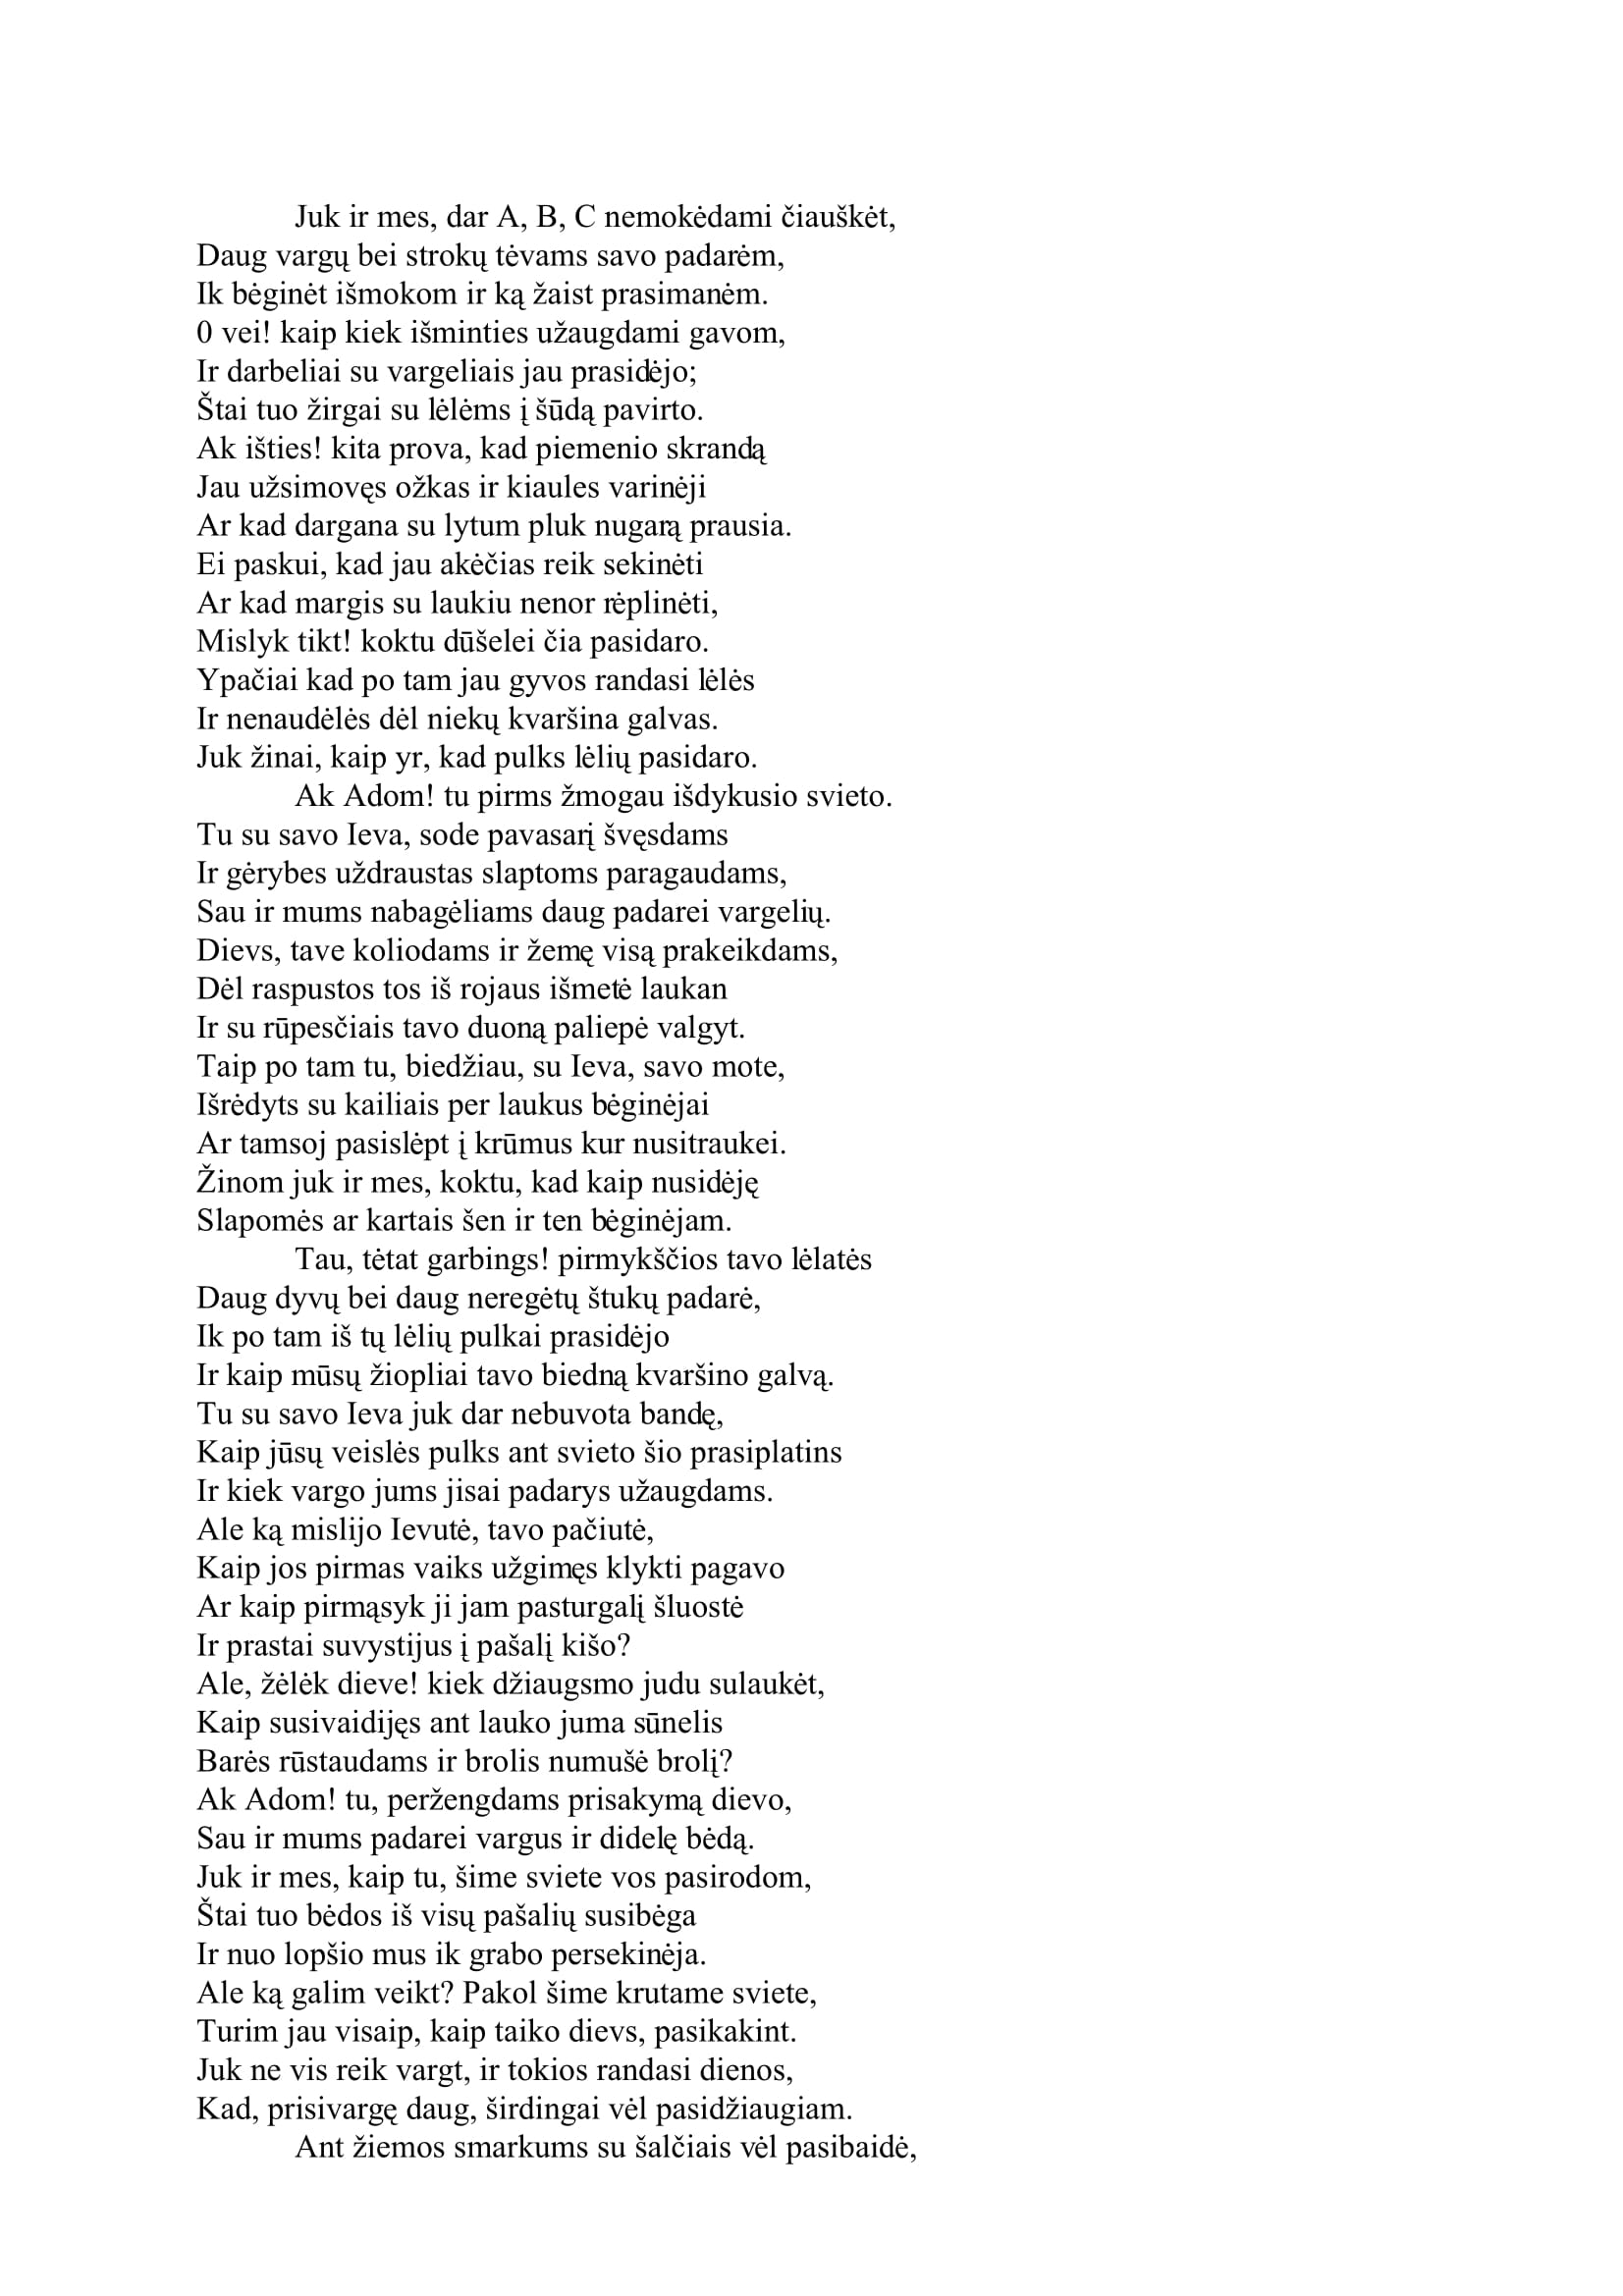 Juk ir mes, dar A, B, C nemokėdami čiauškėt,
Daug vargų bei strokų tėvams savo padarėm,
Ik bėginėt išmokom ir ką žaist prasimanėm.
0 vei! kaip kiek išminties užaugdami gavom,
Ir darbeliai su vargeliais jau prasidėjo;
Štai tuo žirgai su lėlėms į šūdą pavirto.
Ak išties! kita prova, kad piemenio skrandą
Jau užsimovęs ožkas ir kiaules varinėji
Ar kad dargana su lytum pluk nugarą prausia.
Ei paskui, kad jau akėčias reik sekinėti
Ar kad margis su laukiu nenor rėplinėti,
Mislyk tikt! koktu dūšelei čia pasidaro.
Ypačiai kad po tam jau gyvos randasi lėlės
Ir nenaudėlės dėl niekų kvaršina galvas.
Juk žinai, kaip yr, kad pulks lėlių pasidaro.
Ak Adom! tu pirms žmogau išdykusio svieto.
Tu su savo Ieva, sode pavasarį švęsdams
Ir gėrybes uždraustas slaptoms paragaudams,
Sau ir mums nabagėliams daug padarei vargelių.
Dievs, tave koliodams ir žemę visą prakeikdams,
Dėl raspustos tos iš rojaus išmetė laukan
Ir su rūpesčiais tavo duoną paliepė valgyt.
Taip po tam tu, biedžiau, su Ieva, savo mote,
Išrėdyts su kailiais per laukus bėginėjai
Ar tamsoj pasislėpt į krūmus kur nusitraukei.
Žinom juk ir mes, koktu, kad kaip nusidėję
Slapomės ar kartais šen ir ten bėginėjam.
Tau, tėtat garbings! pirmykščios tavo lėlatės
Daug dyvų bei daug neregėtų štukų padarė,
Ik po tam iš tų lėlių pulkai prasidėjo
Ir kaip mūsų žiopliai tavo biedną kvaršino galvą.
Tu su savo Ieva juk dar nebuvota bandę,
Kaip jūsų veislės pulks ant svieto šio prasiplatins
Ir kiek vargo jums jisai padarys užaugdams.
Ale ką mislijo Ievutė, tavo pačiutė,
Kaip jos pirmas vaiks užgimęs klykti pagavo
Ar kaip pirmąsyk ji jam pasturgalį šluostė
Ir prastai suvystijus į pašalį kišo?
Ale, žėlėk dieve! kiek džiaugsmo judu sulaukėt,
Kaip susivaidijęs ant lauko juma sūnelis
Barės rūstaudams ir brolis numušė brolį?
Ak Adom! tu, peržengdams prisakymą dievo,
Sau ir mums padarei vargus ir didelę bėdą.
Juk ir mes, kaip tu, šime sviete vos pasirodom,
Štai tuo bėdos iš visų pašalių susibėga
Ir nuo lopšio mus ik grabo persekinėja.
Ale ką galim veikt? Pakol šime krutame sviete,
Turim jau visaip, kaip taiko dievs, pasikakint.
Juk ne vis reik vargt, ir tokios randasi dienos,
Kad, prisivargę daug, širdingai vėl pasidžiaugiam.
Ant žiemos smarkums su šalčiais vėl pasibaidė,